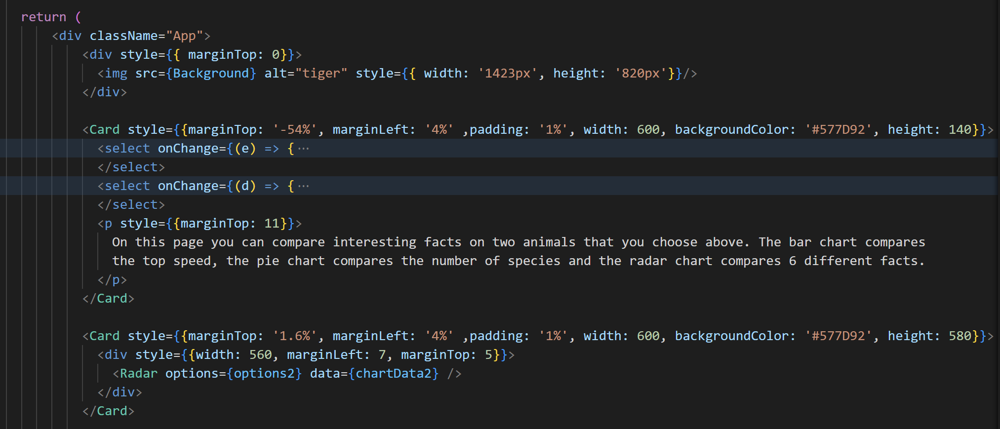 return (
<div className="App">
<div style={{ marginTop: 0}}>
<img src={Background} alt="tiger" style={{ width: '1423px', height: '820px'}}/>
</div>
<Card style={{marginTop: '-54%', marginLeft: '4%' ,padding: '1%', width: 600, backgroundColor: '#577D92', height: 140}}>
<select onChange={(e) => { ⋯
</select>
<select onChange={(d) => { ⋯
</select>
<p style={{marginTop: 11}}>
On this page you can compare interesting facts on two animals that you choose above. The bar chart compares
the top speed, the pie chart compares the number of species and the radar chart compares 6 different facts.
</p>
</Card>
<Card style={{marginTop: '1.6%', marginLeft: '4%' ,padding: '1%', width: 600, backgroundColor: '#577D92', height: 580}}>
<div style={{width: 560, marginLeft: 7, marginTop: 5}}>
<Radar options={options2} data={chartData2} />
</div>
</Card>